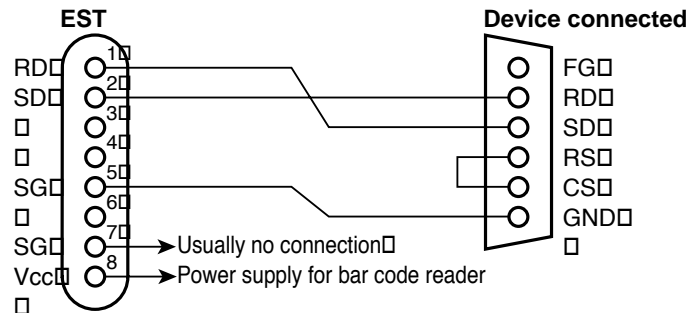 EST
Device connected
RD□ 1□ FG□
SD□ 2□ RD□
□ 3□ SD□
□ 4□ RS□
SG□ 5□ CS□
□ 6□ GND□
SG□ 7□ Usually no connection□ □
Vcc□ 8 Power supply for bar code reader
□